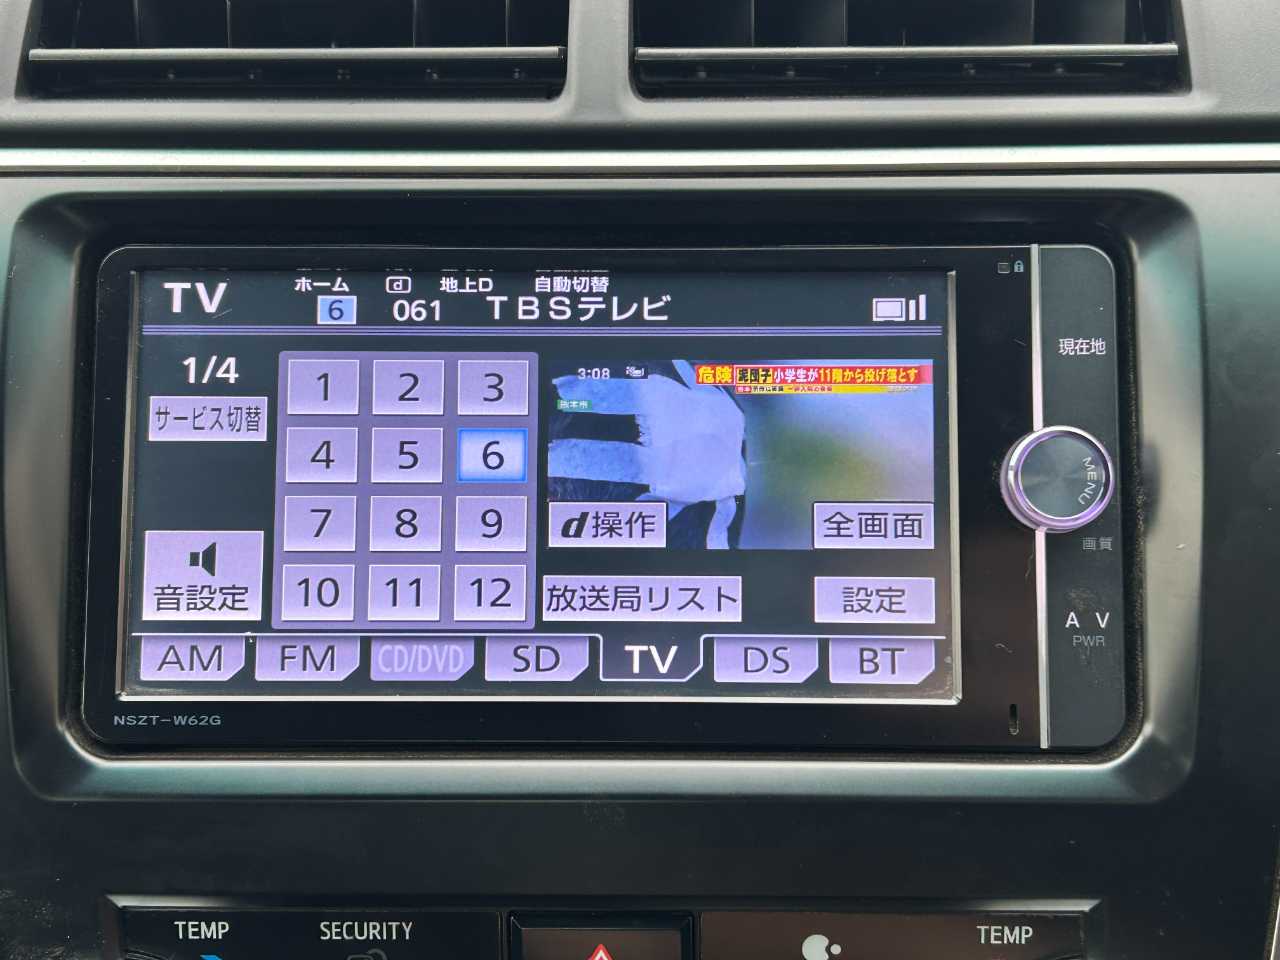 TV
ホーム d 地上D 自動切替
6 061 TBSテレビ
現在地
1/4
サービス切替
1 2 3
4 5 6
7 8 9
10 11 12
3:08
危険 小学生が11階から投げ落とす
熊本市
d操作
全画面
MENU
画質
音設定
放送局リスト
設定
A V
PWR
AM FM CD/DVD SD TV DS BT
NSZT-W62G
TEMP
SECURITY
TEMP